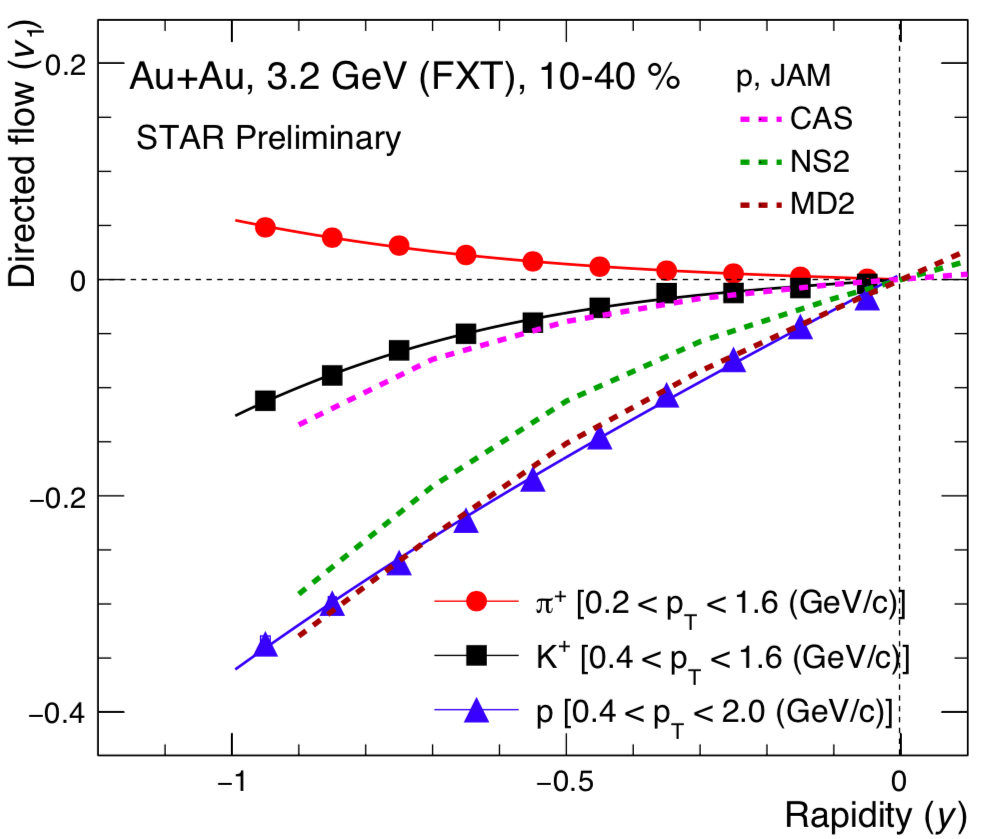 Directed flow (v1)
0.2
0
−0.2
−0.4
Au+Au, 3.2 GeV (FXT), 10-40 %
STAR Preliminary
p, JAM
CAS
NS2
MD2
π+ [0.2 < pT < 1.6 (GeV/c)]
K+ [0.4 < pT < 1.6 (GeV/c)]
p [0.4 < pT < 2.0 (GeV/c)]
−1
−0.5
0
Rapidity (y)